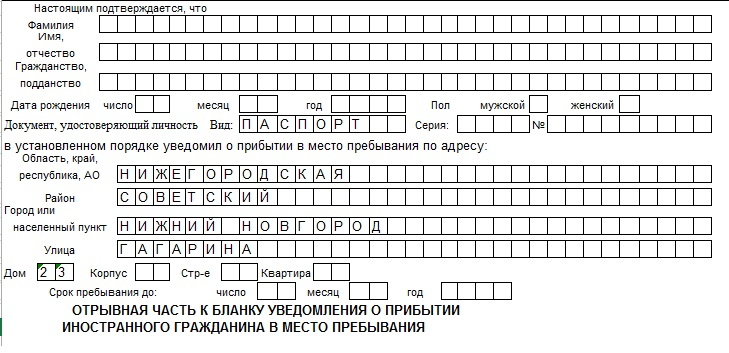 Настоящим подтверждается, что
Фамилия
Имя,
отчество
Гражданство,
подданство
Дата рождения число месяц год Пол мужской женский
Документ, удостоверяющий личность Вид: ПАСПОРТ Серия: №
в установленном порядке уведомил о прибытии в место пребывания по адресу:
Область, край,
республика, АО НИЖЕГОРОДСКАЯ
Район СОВЕТСКИЙ
Город или
населенный пункт НИЖНИЙ НОВГОРОД
Улица ГАГАРИНА
Дом 23 Корпус Стр-е Квартира
Срок пребывания до: число месяц год
ОТРЫВНАЯ ЧАСТЬ К БЛАНКУ УВЕДОМЛЕНИЯ О ПРИБЫТИИ
ИНОСТРАННОГО ГРАЖДАНИНА В МЕСТО ПРЕБЫВАНИЯ